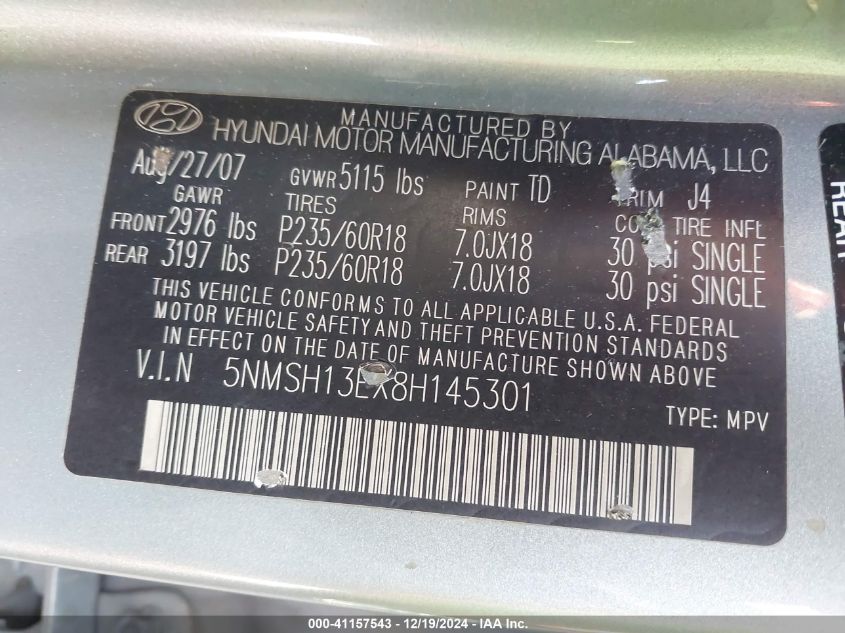 MANUFACTURED BY
HYUNDAI MOTOR MANUFACTURING ALABAMA, LLC
Aug/27/07 GVWR 5115 lbs PAINT TD TRIM J4
GAWR TIRES RIMS COLD TIRE INFL
FRONT 2976 lbs P235/60R18 7.0JX18 30 psi SINGLE
REAR 3197 lbs P235/60R18 7.0JX18 30 psi SINGLE
THIS VEHICLE CONFORMS TO ALL APPLICABLE U.S.A. FEDERAL
MOTOR VEHICLE SAFETY AND THEFT PREVENTION STANDARDS
IN EFFECT ON THE DATE OF MANUFACTURE SHOWN ABOVE.
V.I.N 5NMSH13EX8H145301
TYPE: MPV
REAR
000-41157543 - 12/19/2024 - IAA Inc.